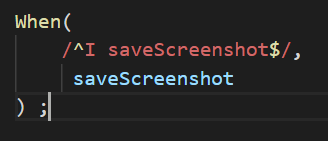 When(
/^I saveScreenshot$/,
saveScreenshot
) ;